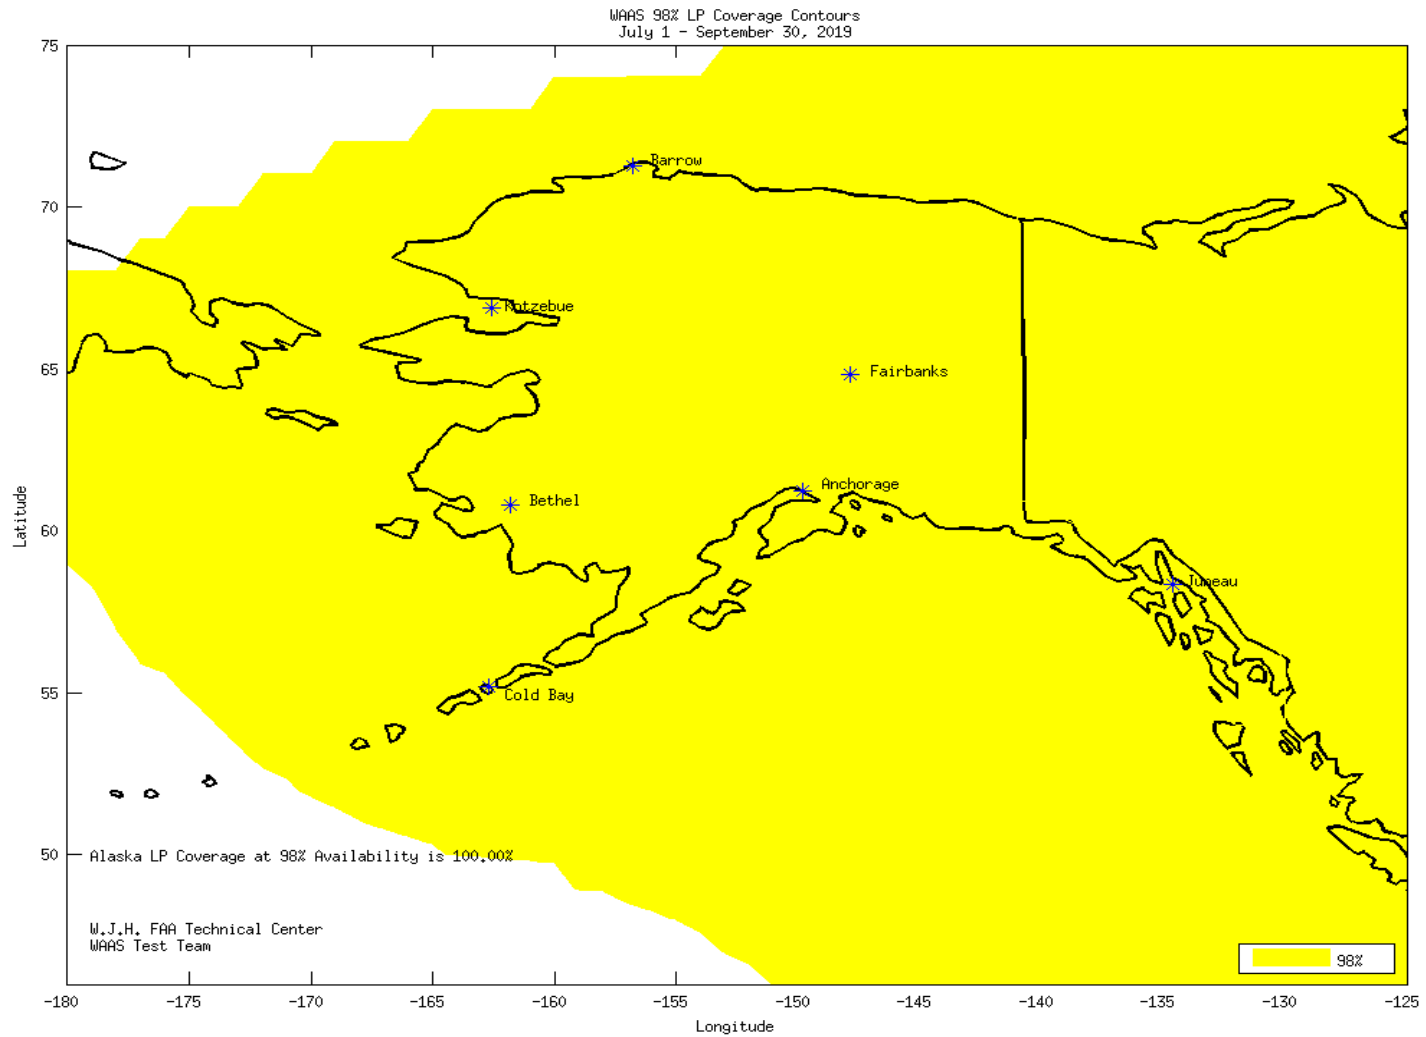 WAAS 98% LP Coverage Contours
July 1 - September 30, 2019
75
70
65
60
55
50
Latitude
Barrow
Kotzebue
Fairbanks
Anchorage
Bethel
Juneau
Cold Bay
Alaska LP Coverage at 98% Availability is 100.00%
W.J.H. FAA Technical Center
WAAS Test Team
98%
-180 -175 -170 -165 -160 -155 -150 -145 -140 -135 -130 -125
Longitude